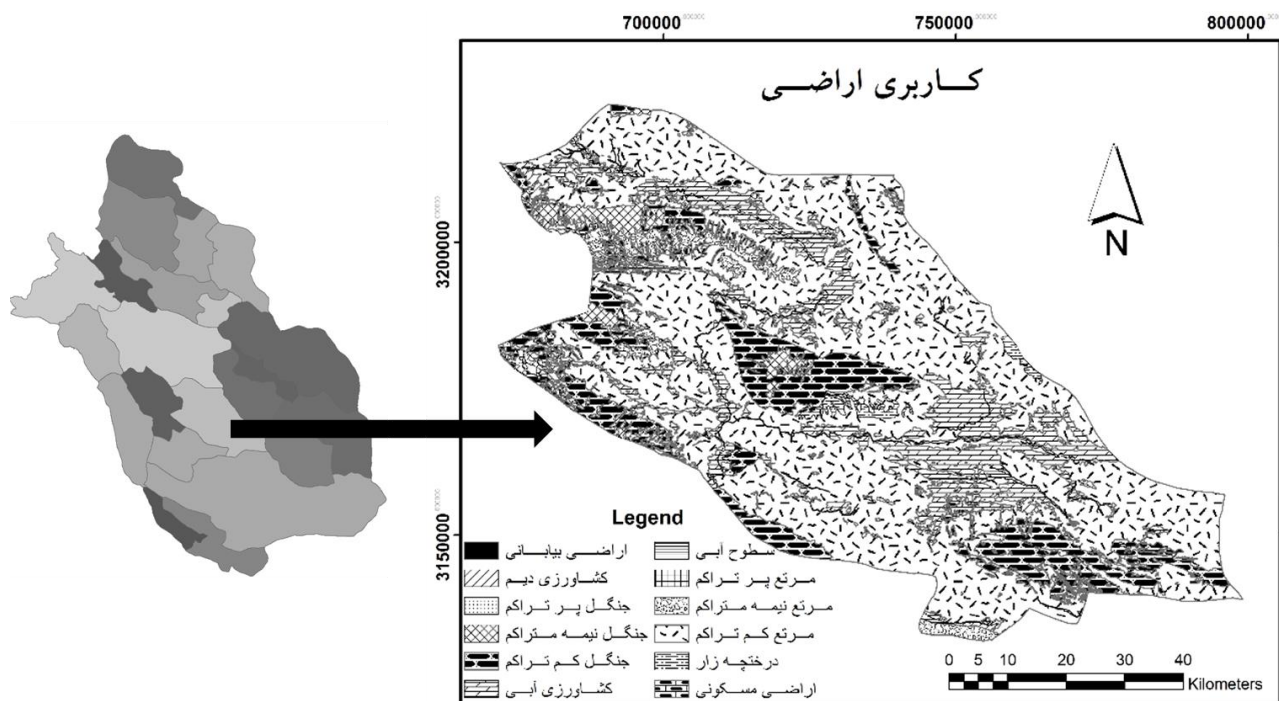 700000 750000 800000
کاربری اراضی
N
3200000
3150000
Legend
اراضی بیابانی
سطوح آبی
کشاورزی دیم
مرتع پر تراکم
جنگل پر تراکم
مرتع نیمه متراکم
جنگل نیمه متراکم
مرتع کم تراکم
جنگل کم تراکم
درختچه زار
کشاورزی آبی
اراضی مسکونی
0 5 10 20 30 40
Kilometers